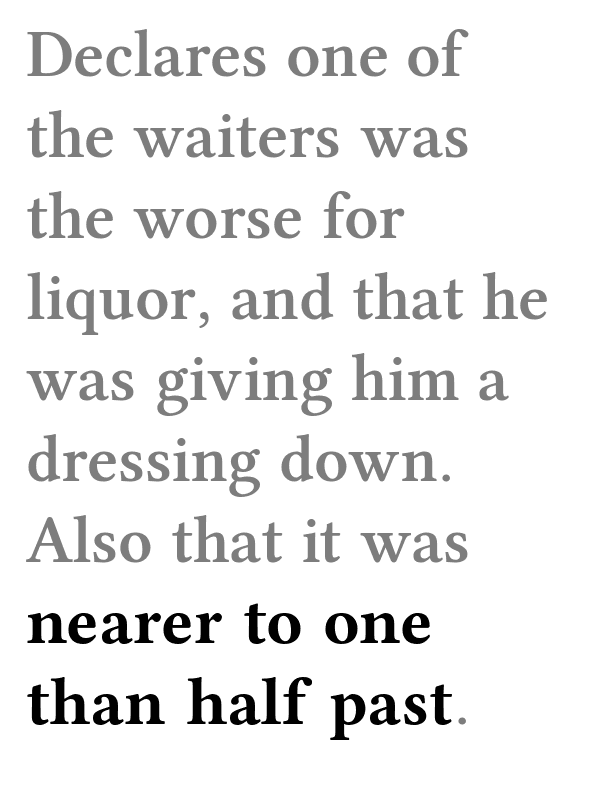 Declares one of
the waiters was
the worse for
liquor, and that he
was giving him a
dressing down.
Also that it was
nearer to one
than half past.